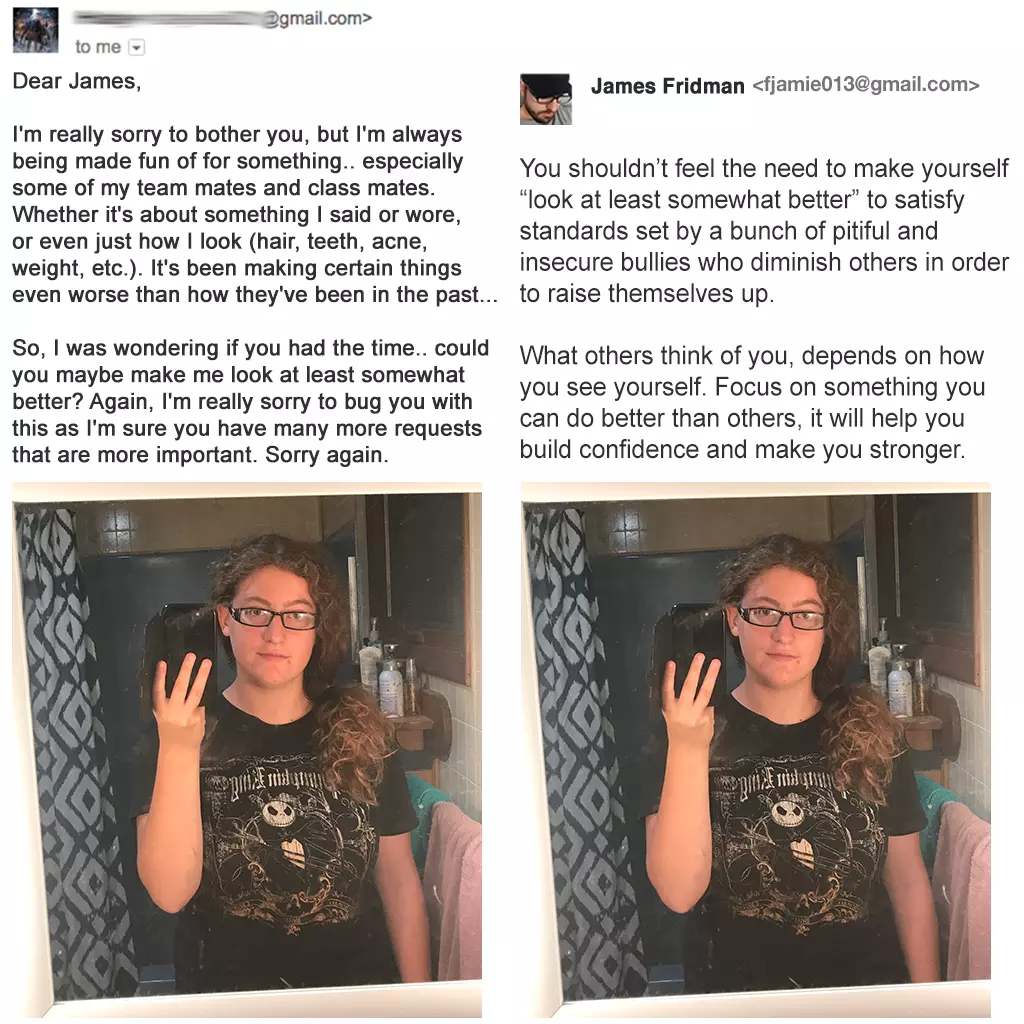 @gmail.com>
to me
Dear James,
I'm really sorry to bother you, but I'm always
being made fun of for something.. especially
some of my team mates and class mates.
Whether it's about something I said or wore,
or even just how I look (hair, teeth, acne,
weight, etc.). It's been making certain things
even worse than how they've been in the past...
So, I was wondering if you had the time.. could
you maybe make me look at least somewhat
better? Again, I'm really sorry to bug you with
this as I'm sure you have many more requests
that are more important. Sorry again.
James Fridman <fjamie013@gmail.com>
You shouldn’t feel the need to make yourself
“look at least somewhat better” to satisfy
standards set by a bunch of pitiful and
insecure bullies who diminish others in order
to raise themselves up.
What others think of you, depends on how
you see yourself. Focus on something you
can do better than others, it will help you
build confidence and make you stronger.